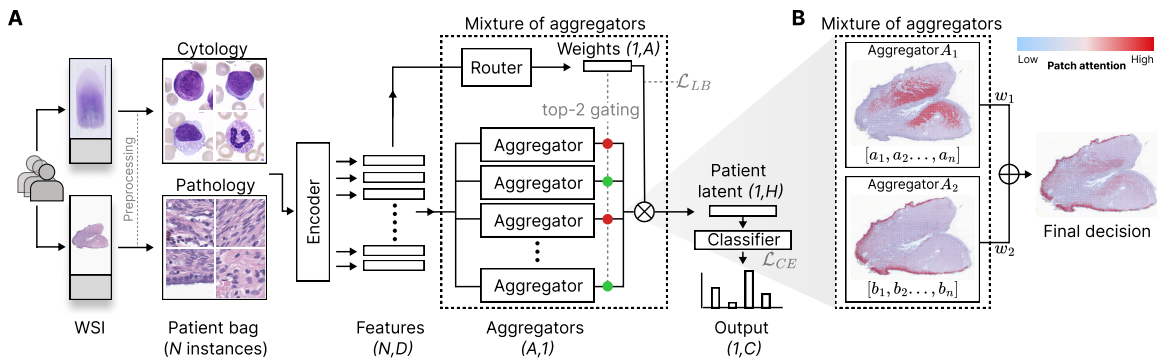 A
Cytology
Pathology
Preprocessing
WSI
Patient bag
(N instances)
Encoder
Features
(N,D)
Mixture of aggregators
Router
Weights (1,A)
top-2 gating
ℒ_LB
Aggregator
Aggregator
Aggregator
Aggregator
Aggregators
(A,1)
Patient
latent (1,H)
Classifier
ℒ_CE
Output
(1,C)
B
Mixture of aggregators
Aggregator A₁
[a₁, a₂..., aₙ]
Aggregator A₂
[b₁, b₂..., bₙ]
w₁
w₂
Low
High
Patch attention
Final decision